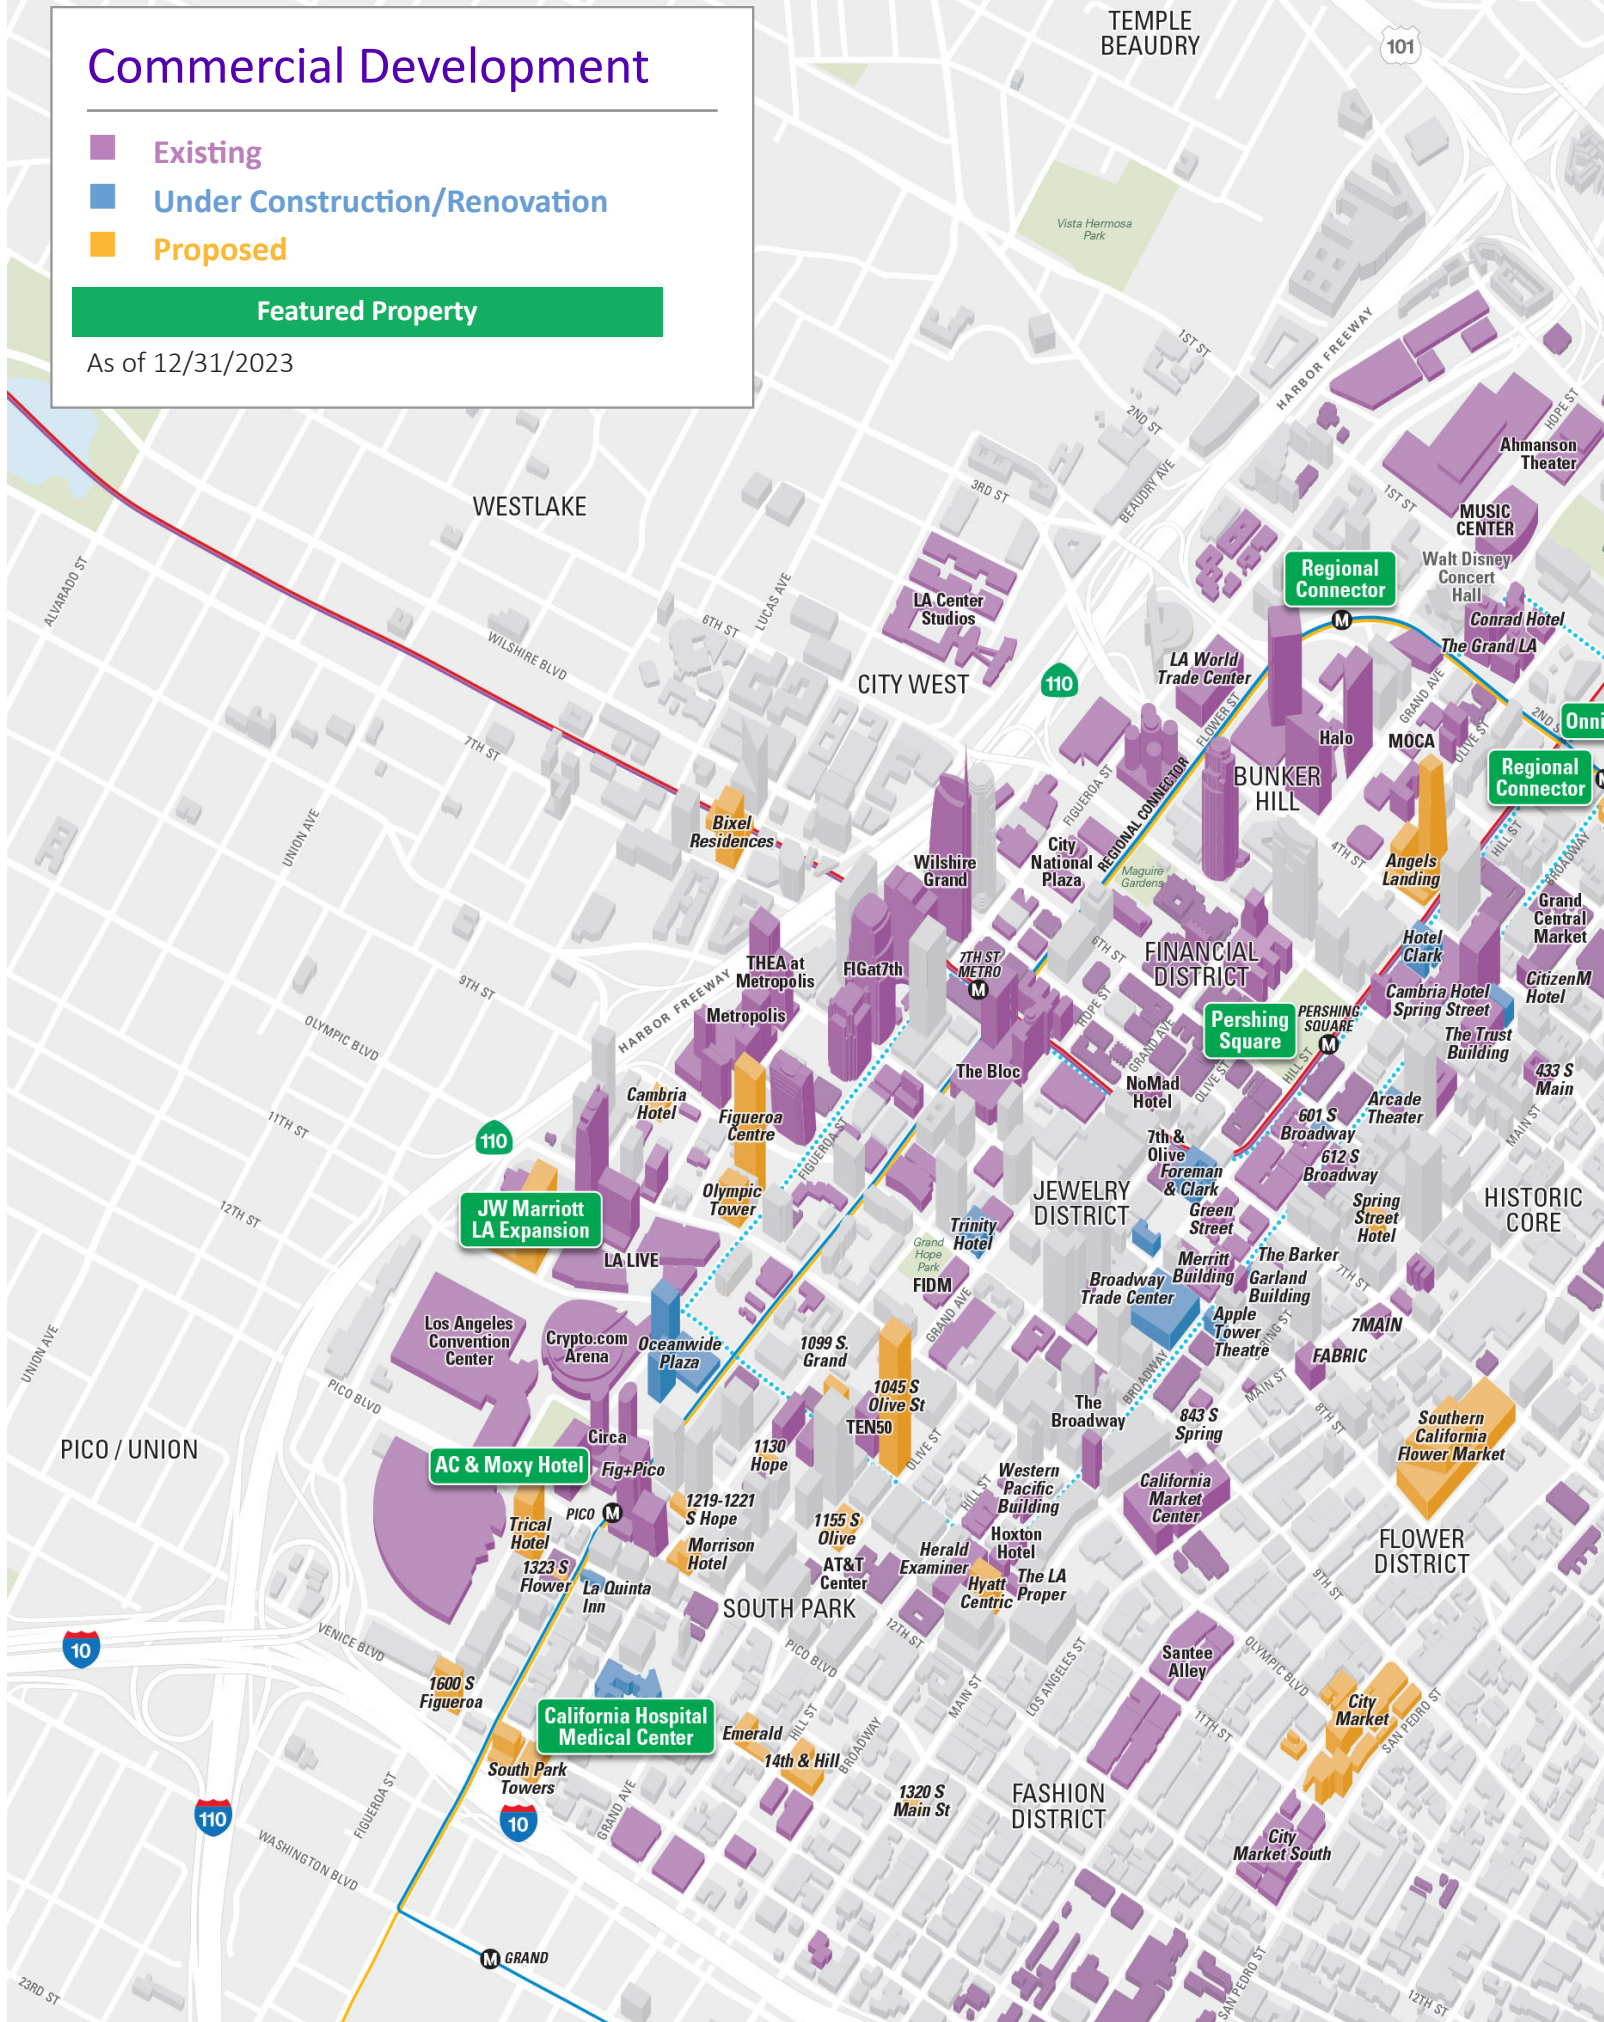 Commercial Development
Existing
Under Construction/Renovation
Proposed
Featured Property
As of 12/31/2023
TEMPLE
BEAUDRY
101
Vista Hermosa
Park
1ST ST
HARBOR FREEWAY
2ND ST
HOPE ST
Ahmanson
Theater
3RD ST
BEAUDRY AVE
1ST ST
WESTLAKE
MUSIC
CENTER
Walt Disney
Concert
Hall
Regional
Connector
M
ALVARADO ST
LUCAS AVE
6TH ST
WILSHIRE BLVD
LA Center
Studios
Conrad Hotel
The Grand LA
CITY WEST
110
LA World
Trade Center
FLOWER ST
GRAND AVE
2ND S
Onni
Halo
MOCA
OLIVE ST
7TH ST
FIGUEROA ST
REGIONAL CONNECTOR
BUNKER
HILL
Regional
Connector
UNION AVE
Bixel
Residences
City
National
Plaza
Maguire
Gardens
4TH ST
HILL ST
BROADWAY
Wilshire
Grand
Angels
Landing
Grand
Central
Market
6TH ST
FINANCIAL
DISTRICT
Hotel
Clark
THEA at
Metropolis
FIGat7th
7TH ST
METRO
M
9TH ST
HARBOR FREEWAY
HOPE ST
CitizenM
Hotel
Cambria Hotel
Spring Street
Metropolis
Pershing
Square
PERSHING
SQUARE
M
OLYMPIC BLVD
GRAND AVE
The Trust
Building
The Bloc
NoMad
Hotel
OLIVE ST
HILL ST
433 S
Main
Cambria
Hotel
Arcade
Theater
11TH ST
110
Figueroa
Centre
FIGUEROA ST
601 S
Broadway
MAIN ST
7th &
Olive
Foreman
& Clark
612 S
Broadway
JW Marriott
LA Expansion
Olympic
Tower
JEWELRY
DISTRICT
Green
Street
Spring
Street
Hotel
HISTORIC
CORE
12TH ST
Trinity
Hotel
Grand
Hope
Park
LA LIVE
The Barker
Merritt
Building
Garland
Building
7TH ST
FIDM
Broadway
Trade Center
Los Angeles
Convention
Center
Crypto.com
Arena
Oceanwide
Plaza
GRAND AVE
Apple
Tower
Theatre
SPRING ST
7MAIN
UNION AVE
1099 S.
Grand
FABRIC
PICO BLVD
1045 S
Olive St
BROADWAY
MAIN ST
8TH ST
TEN50
The
Broadway
843 S
Spring
Southern
California
Flower Market
PICO / UNION
Circa
AC & Moxy Hotel
Fig+Pico
1130
Hope
OLIVE ST
HILL ST
Western
Pacific
Building
California
Market
Center
PICO
M
1219-1221
S Hope
Trical
Hotel
1155 S
Olive
Morrison
Hotel
Herald
Examiner
Hoxton
Hotel
FLOWER
DISTRICT
1323 S
Flower
La Quinta
Inn
AT&T
Center
Hyatt
Centric
The LA
Proper
9TH ST
SOUTH PARK
12TH ST
10
VENICE BLVD
PICO BLVD
LOS ANGELES ST
OLYMPIC BLVD
Santee
Alley
1600 S
Figueroa
MAIN ST
City
Market
SAN PEDRO ST
California Hospital
Medical Center
Emerald
HILL ST
BROADWAY
11TH ST
14th & Hill
South Park
Towers
FIGUEROA ST
GRAND AVE
1320 S
Main St
FASHION
DISTRICT
110
10
City
Market South
WASHINGTON BLVD
M GRAND
23RD ST
SAN PEDRO ST
12TH ST